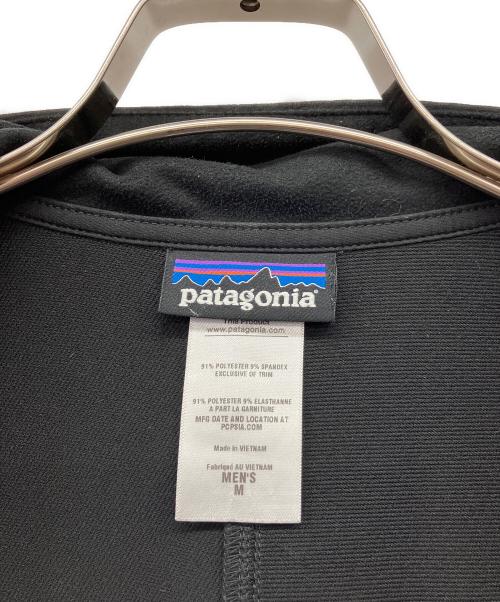 patagonia®
This Product
www.patagonia.com
91% POLYESTER 9% SPANDEX
EXCLUSIVE OF TRIM
91% POLYESTER 9% ELASTHANNE
A PART LA GARNITURE
MFG DATE AND LOCATION AT
PCPSIA.COM
Made in VIETNAM
Fabriqué AU VIETNAM
MEN'S
M